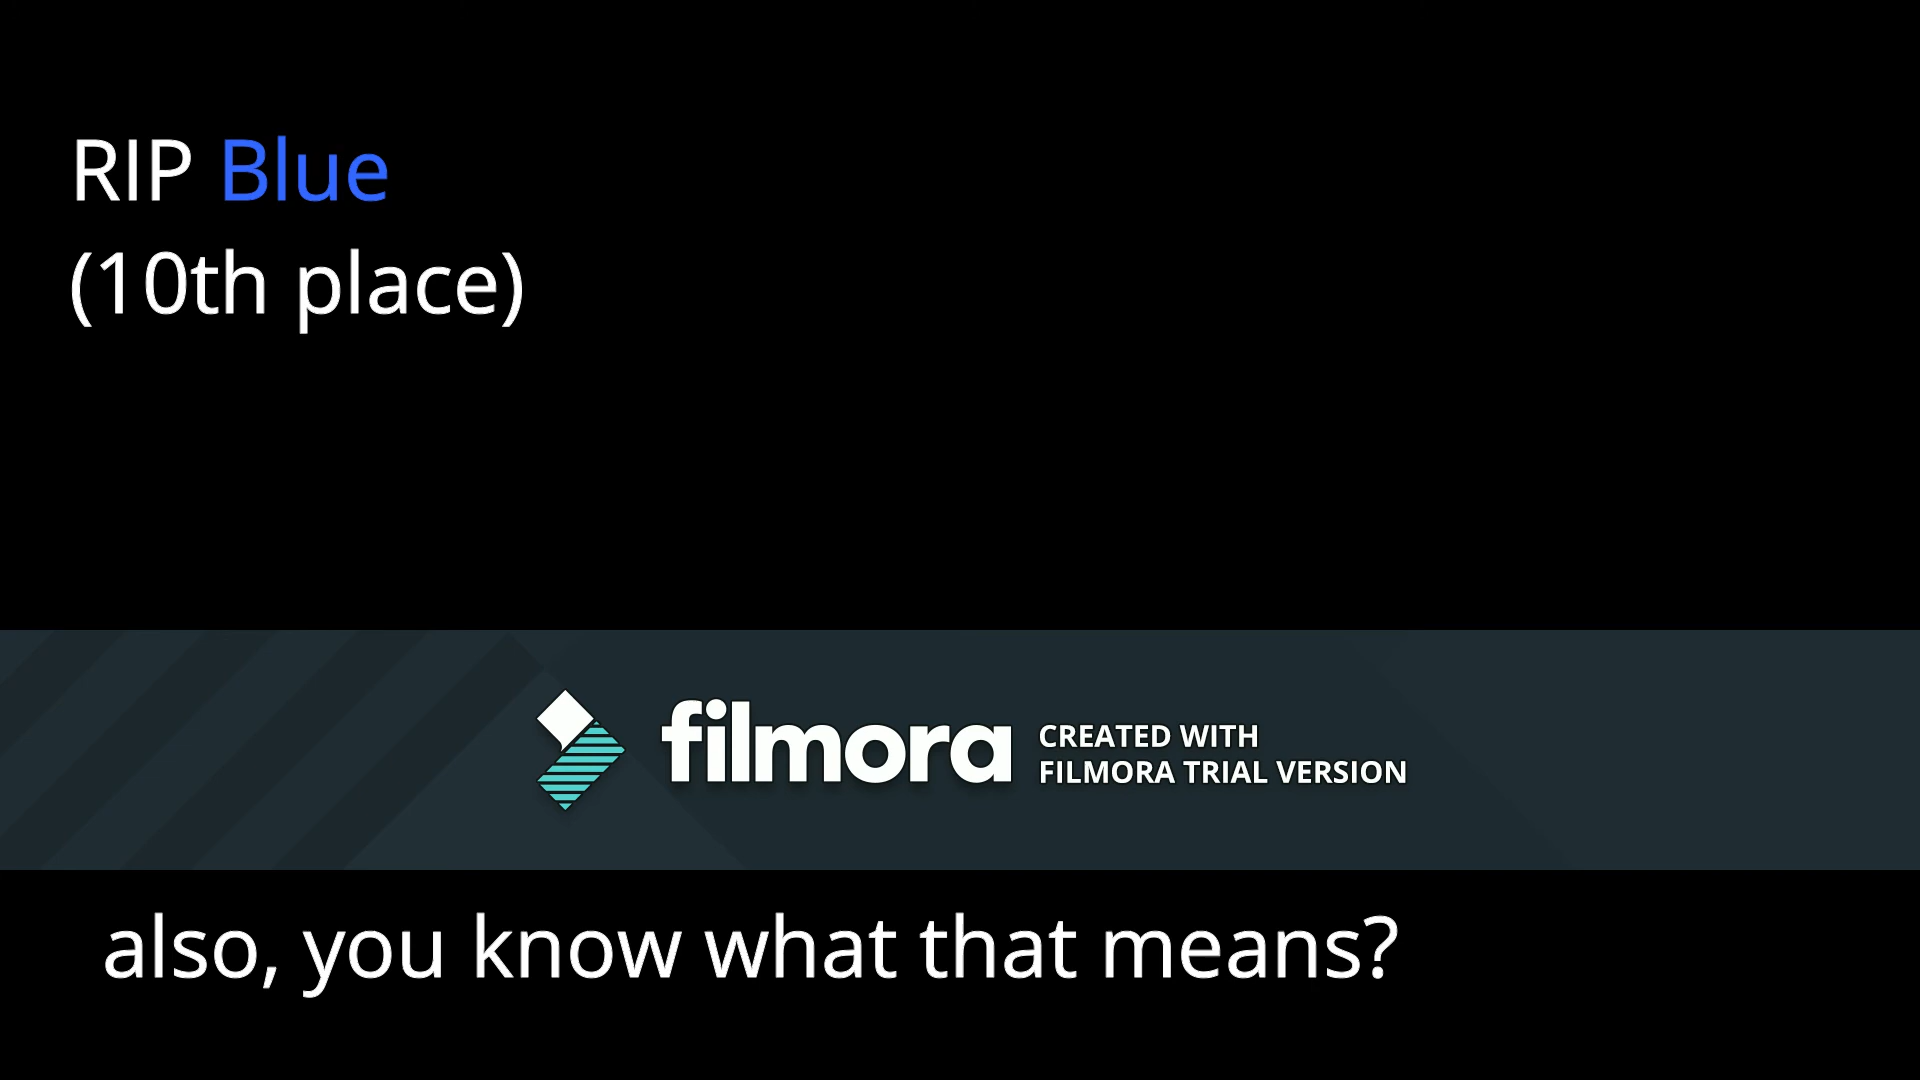 RIP Blue
(10th place)
filmora
CREATED WITH
FILMORA TRIAL VERSION
also, you know what that means?